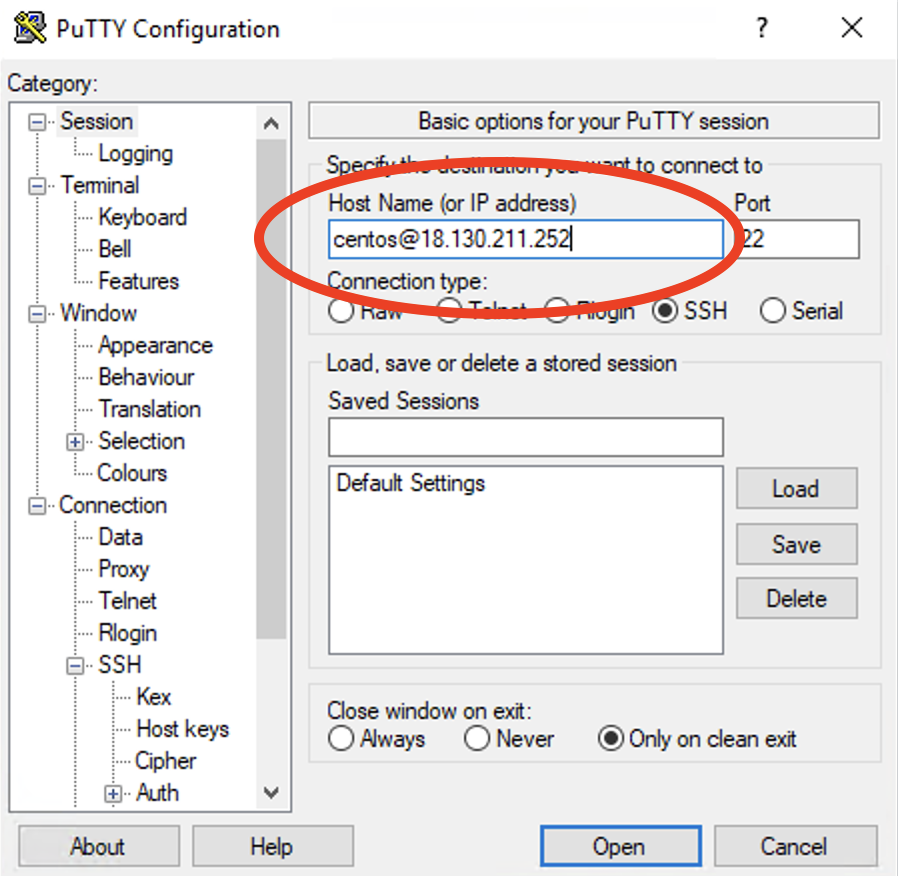 PuTTY Configuration
?
Category:
Session
Logging
Terminal
Keyboard
Bell
Features
Window
Appearance
Behaviour
Translation
Selection
Colours
Connection
Data
Proxy
Telnet
Rlogin
SSH
Kex
Host keys
Cipher
Auth
Basic options for your PuTTY session
Specify the destination you want to connect to
Host Name (or IP address) Port
centos@18.130.211.252 22
Connection type:
Raw Telnet Rlogin SSH Serial
Load, save or delete a stored session
Saved Sessions
Default Settings
Load
Save
Delete
Close window on exit:
Always Never Only on clean exit
About Help Open Cancel